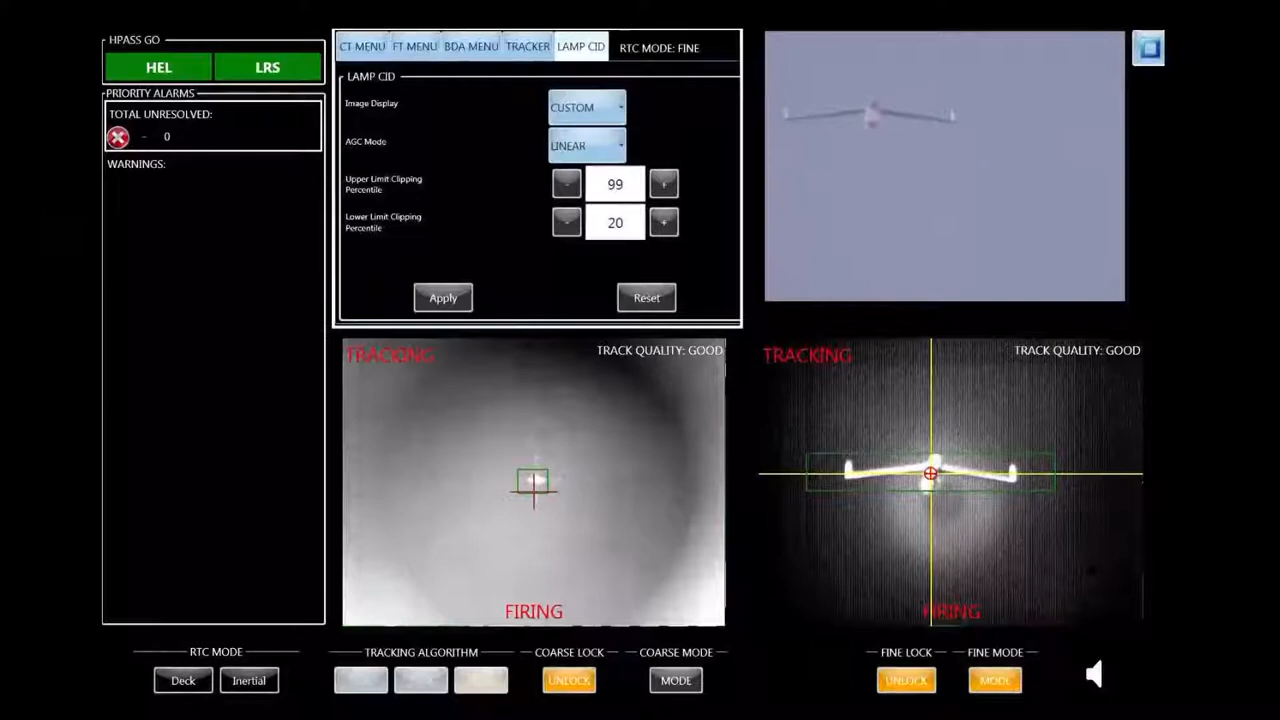 HPASS GO
HEL
LRS
PRIORITY ALARMS
TOTAL UNRESOLVED:
- 0
WARNINGS:
CT MENU
FT MENU
BDA MENU
TRACKER
LAMP CID
RTC MODE: FINE
LAMP CID
Image Display
CUSTOM
AGC Mode
LINEAR
Upper Limit Clipping
Percentile
- 99 +
Lower Limit Clipping
Percentile
- 20 +
Apply
Reset
TRACKING
TRACK QUALITY: GOOD
FIRING
TRACKING
TRACK QUALITY: GOOD
FIRING
RTC MODE
Deck
Inertial
TRACKING ALGORITHM
COARSE LOCK
UNLOCK
COARSE MODE
MODE
FINE LOCK
UNLOCK
FINE MODE
MODE